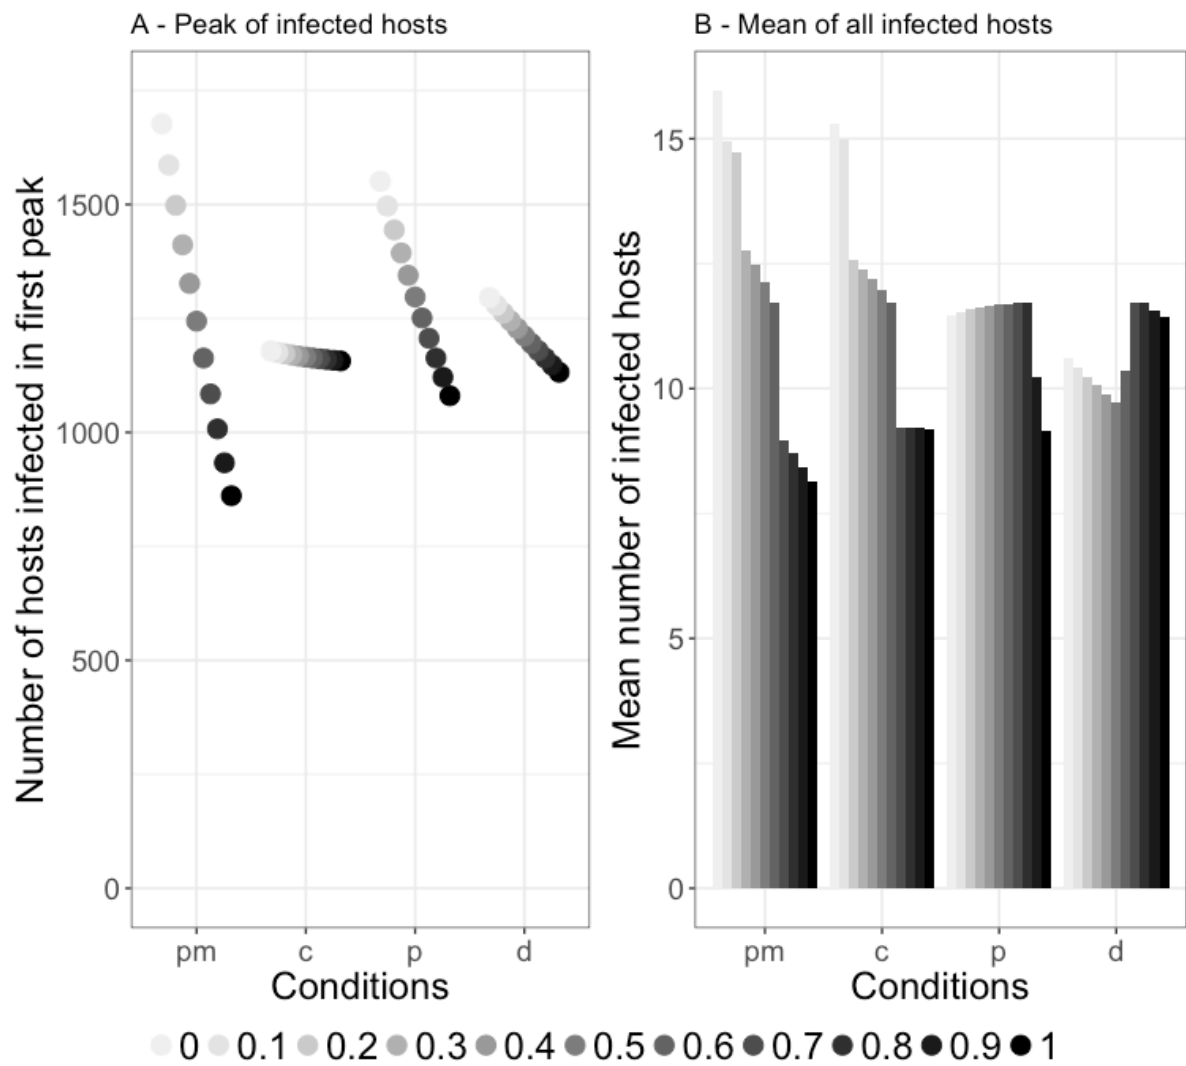 A - Peak of infected hosts
Number of hosts infected in first peak
1500
1000
500
0
pm c p d
Conditions
B - Mean of all infected hosts
Mean number of infected hosts
15
10
5
0
pm c p d
Conditions
0 0.1 0.2 0.3 0.4 0.5 0.6 0.7 0.8 0.9 1